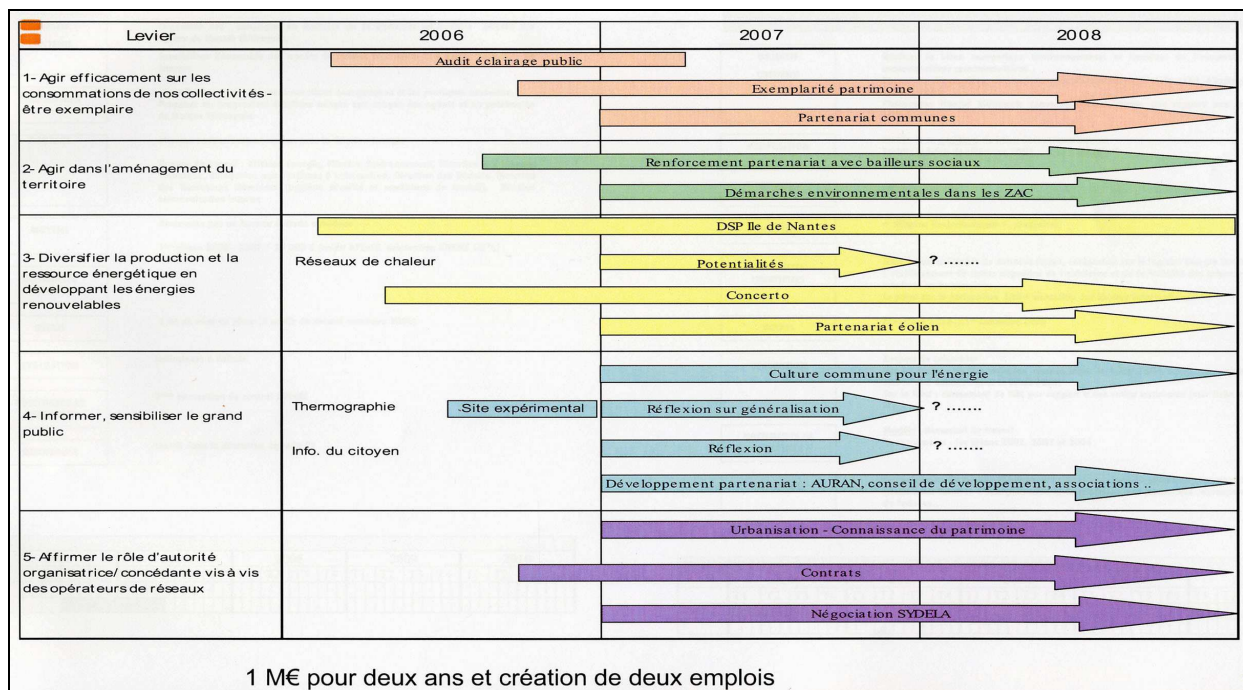 Levier 2006 2007 2008
Audit éclairage public
1- Agir efficacement sur les
consommations de nos collectivités -
être exemplaire
Exemplarité patrimoine
Partenariat communes
2- Agir dans l'aménagement du
territoire
Renforcement partenariat avec bailleurs sociaux
Démarches environnementales dans les ZAC
3- Diversifier la production et la
ressource énergétique en
développant les énergies
renouvelables
DSP Ile de Nantes
Réseaux de chaleur Potentialités ? .......
Concerto
Partenariat éolien
4- Informer, sensibiliser le grand
public
Culture commune pour l'énergie
Thermographie Site expérimental Réflexion sur généralisation ? .......
Info. du citoyen Réflexion ? .......
Développement partenariat : AURAN, conseil de développement, associations ..
5- Affirmer le rôle d'autorité
organisatrice/ concédante vis à vis
des opérateurs de réseaux
Urbanisation - Connaissance du patrimoine
Contrats
Négociation SYDELA
1 M€ pour deux ans et création de deux emplois